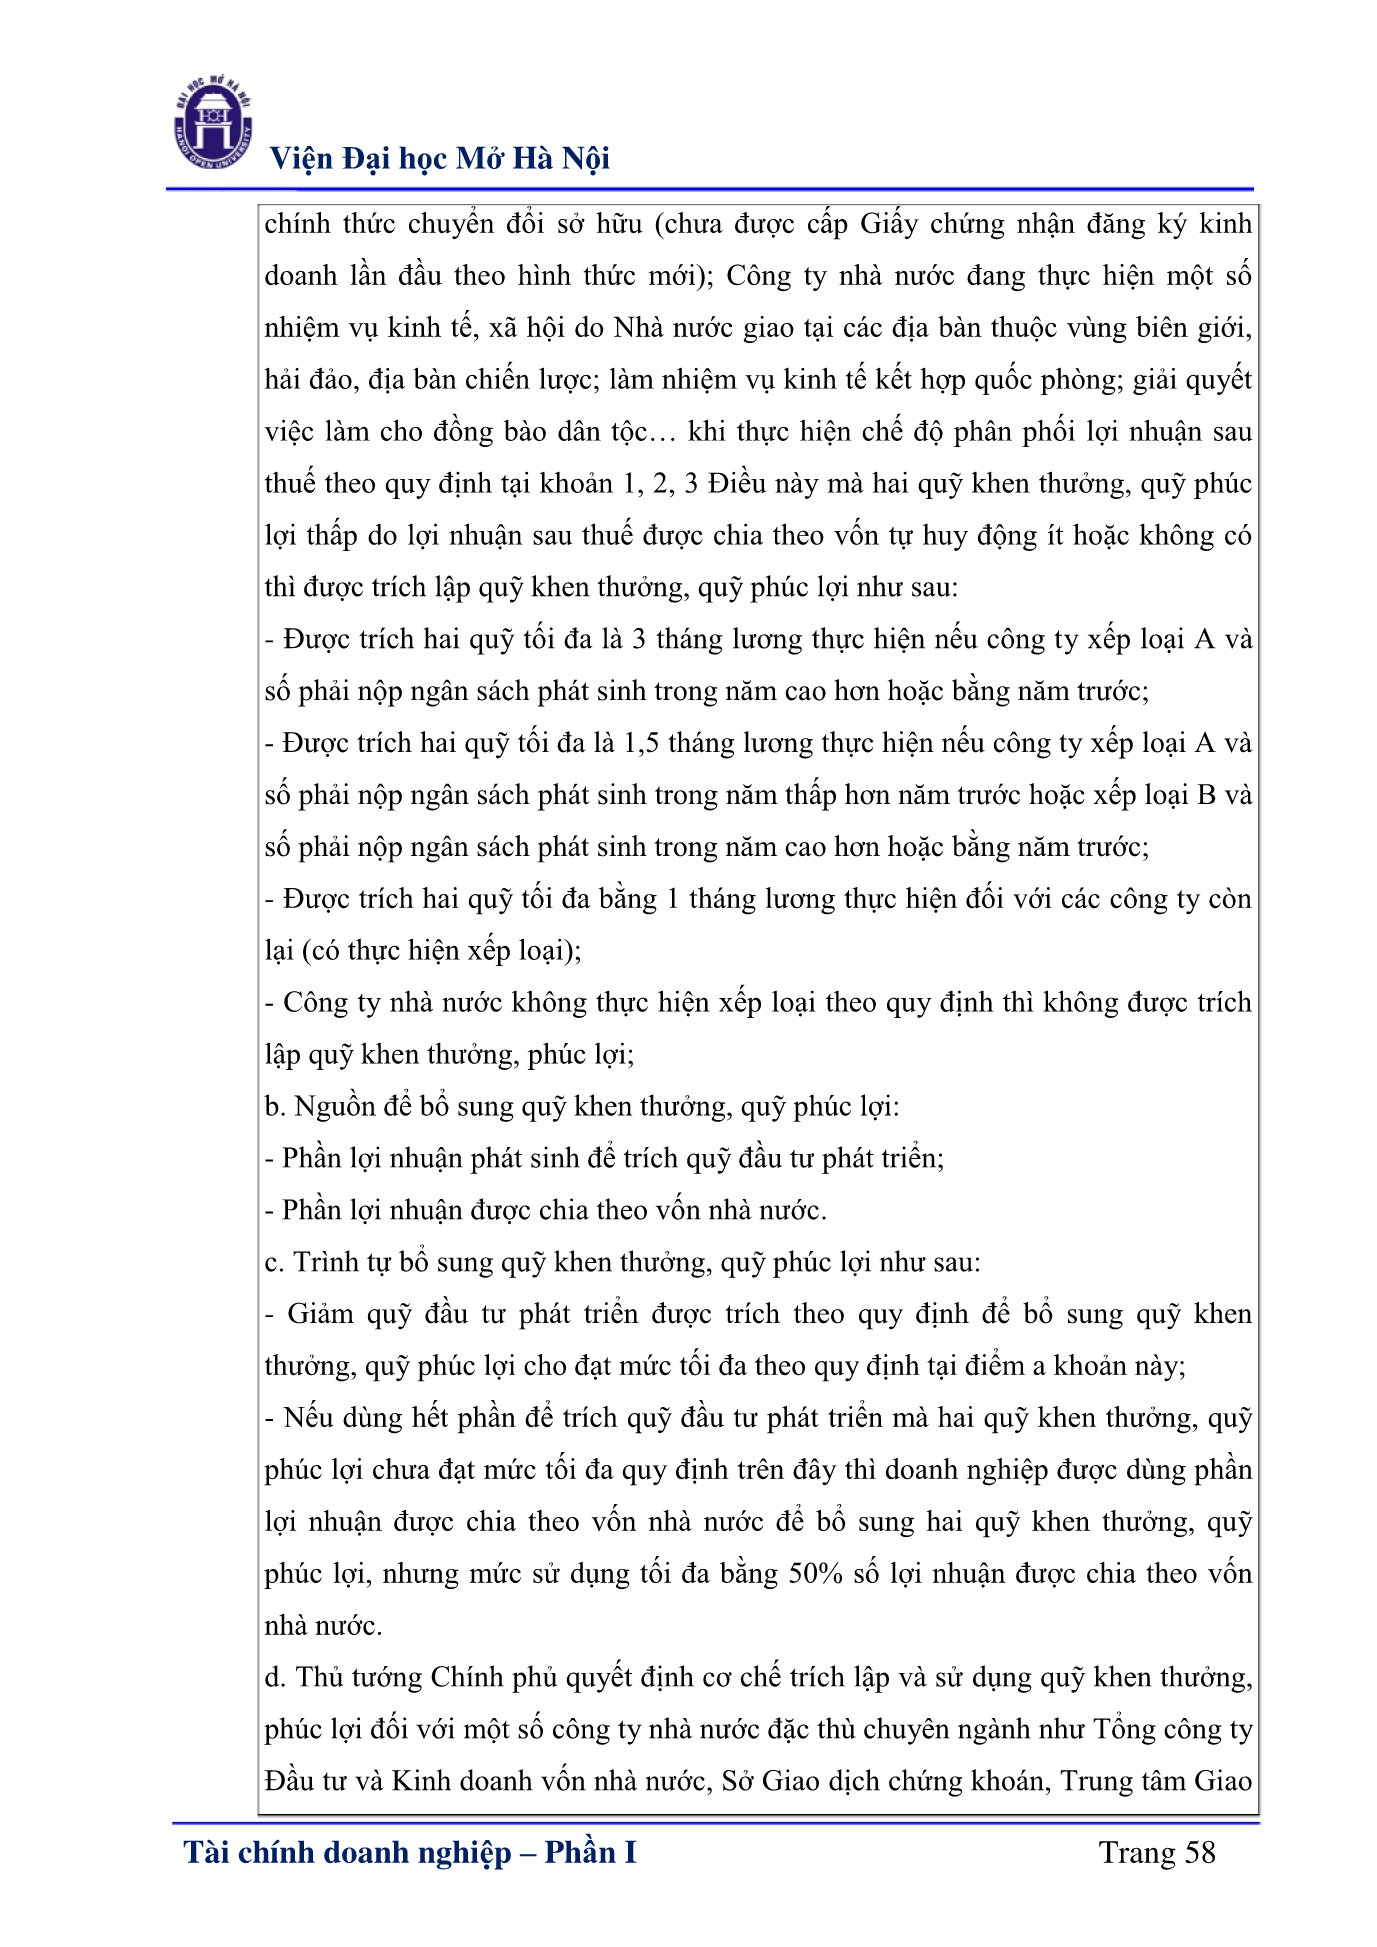 ĐẠI HỌC MỞ HÀ NỘI
HANOI OPEN UNIVERSITY
Viện Đại học Mở Hà Nội
chính thức chuyển đổi sở hữu (chưa được cấp Giấy chứng nhận đăng ký kinh
doanh lần đầu theo hình thức mới); Công ty nhà nước đang thực hiện một số
nhiệm vụ kinh tế, xã hội do Nhà nước giao tại các địa bàn thuộc vùng biên giới,
hải đảo, địa bàn chiến lược; làm nhiệm vụ kinh tế kết hợp quốc phòng; giải quyết
việc làm cho đồng bào dân tộc… khi thực hiện chế độ phân phối lợi nhuận sau
thuế theo quy định tại khoản 1, 2, 3 Điều này mà hai quỹ khen thưởng, quỹ phúc
lợi thấp do lợi nhuận sau thuế được chia theo vốn tự huy động ít hoặc không có
thì được trích lập quỹ khen thưởng, quỹ phúc lợi như sau:
- Được trích hai quỹ tối đa là 3 tháng lương thực hiện nếu công ty xếp loại A và
số phải nộp ngân sách phát sinh trong năm cao hơn hoặc bằng năm trước;
- Được trích hai quỹ tối đa là 1,5 tháng lương thực hiện nếu công ty xếp loại A và
số phải nộp ngân sách phát sinh trong năm thấp hơn năm trước hoặc xếp loại B và
số phải nộp ngân sách phát sinh trong năm cao hơn hoặc bằng năm trước;
- Được trích hai quỹ tối đa bằng 1 tháng lương thực hiện đối với các công ty còn
lại (có thực hiện xếp loại);
- Công ty nhà nước không thực hiện xếp loại theo quy định thì không được trích
lập quỹ khen thưởng, phúc lợi;
b. Nguồn để bổ sung quỹ khen thưởng, quỹ phúc lợi:
- Phần lợi nhuận phát sinh để trích quỹ đầu tư phát triển;
- Phần lợi nhuận được chia theo vốn nhà nước.
c. Trình tự bổ sung quỹ khen thưởng, quỹ phúc lợi như sau:
- Giảm quỹ đầu tư phát triển được trích theo quy định để bổ sung quỹ khen
thưởng, quỹ phúc lợi cho đạt mức tối đa theo quy định tại điểm a khoản này;
- Nếu dùng hết phần để trích quỹ đầu tư phát triển mà hai quỹ khen thưởng, quỹ
phúc lợi chưa đạt mức tối đa quy định trên đây thì doanh nghiệp được dùng phần
lợi nhuận được chia theo vốn nhà nước để bổ sung hai quỹ khen thưởng, quỹ
phúc lợi, nhưng mức sử dụng tối đa bằng 50% số lợi nhuận được chia theo vốn
nhà nước.
d. Thủ tướng Chính phủ quyết định cơ chế trích lập và sử dụng quỹ khen thưởng,
phúc lợi đối với một số công ty nhà nước đặc thù chuyên ngành như Tổng công ty
Đầu tư và Kinh doanh vốn nhà nước, Sở Giao dịch chứng khoán, Trung tâm Giao
Tài chính doanh nghiệp – Phần I
Trang 58